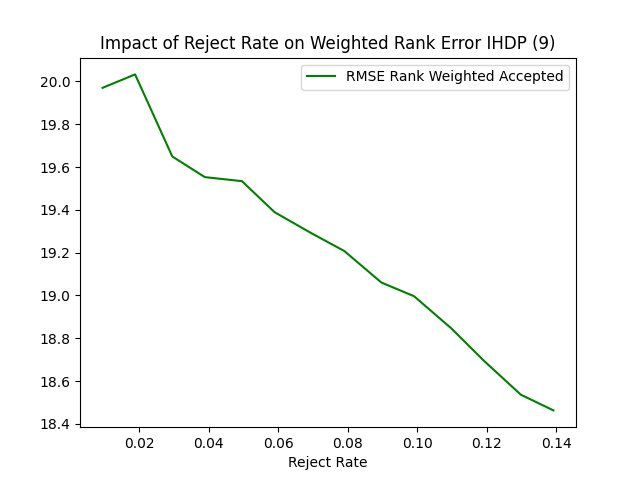 Impact of Reject Rate on Weighted Rank Error IHDP (9)
RMSE Rank Weighted Accepted
20.0
19.8
19.6
19.4
19.2
19.0
18.8
18.6
18.4
0.02 0.04 0.06 0.08 0.10 0.12 0.14
Reject Rate